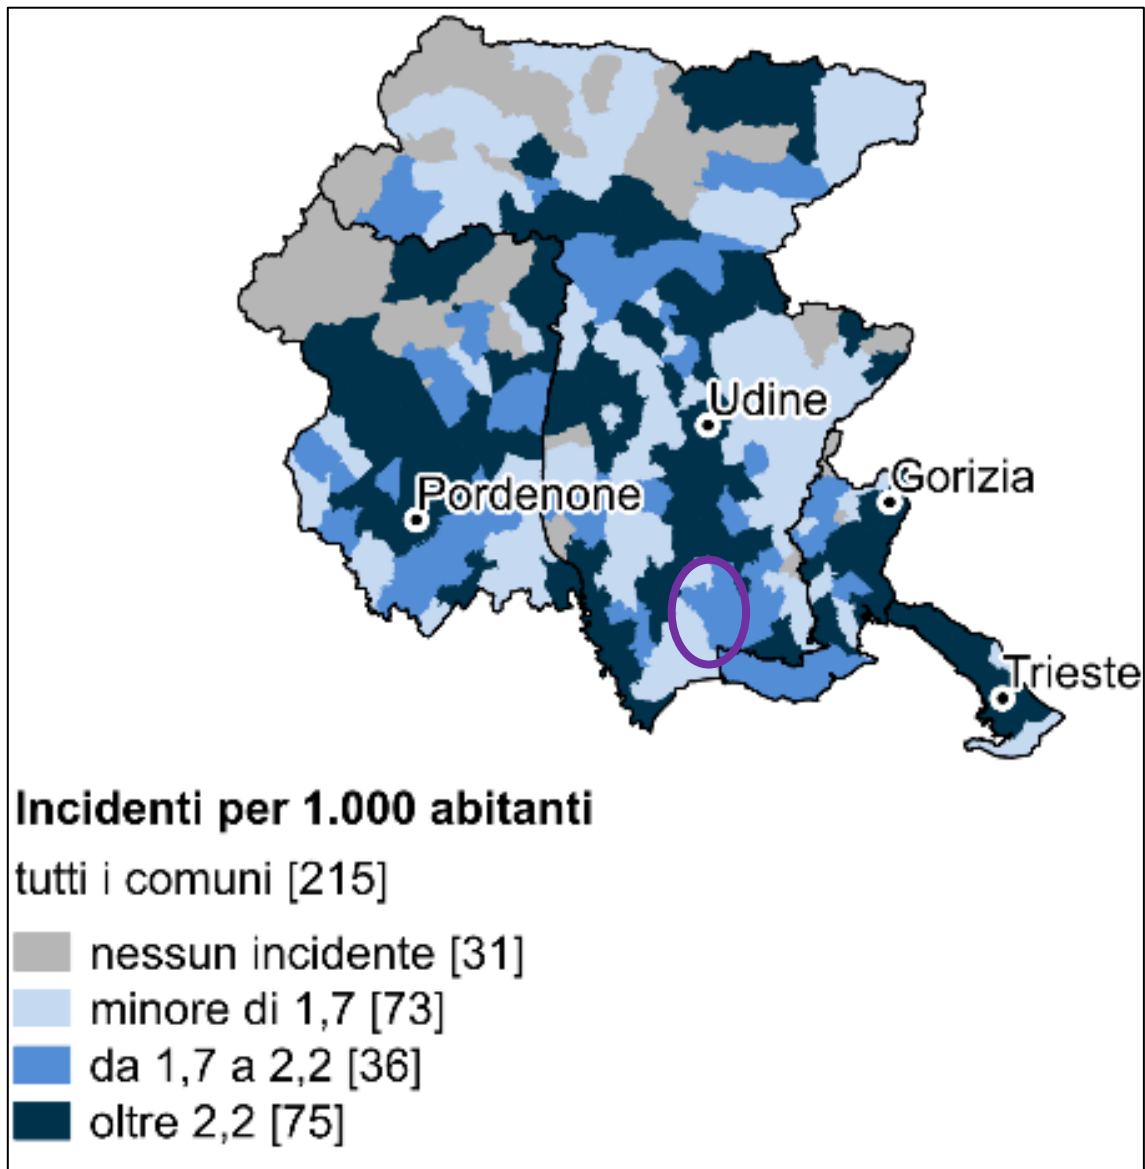 Udine
Gorizia
Pordenone
Trieste
Incidenti per 1.000 abitanti
tutti i comuni [215]
nessun incidente [31]
minore di 1,7 [73]
da 1,7 a 2,2 [36]
oltre 2,2 [75]